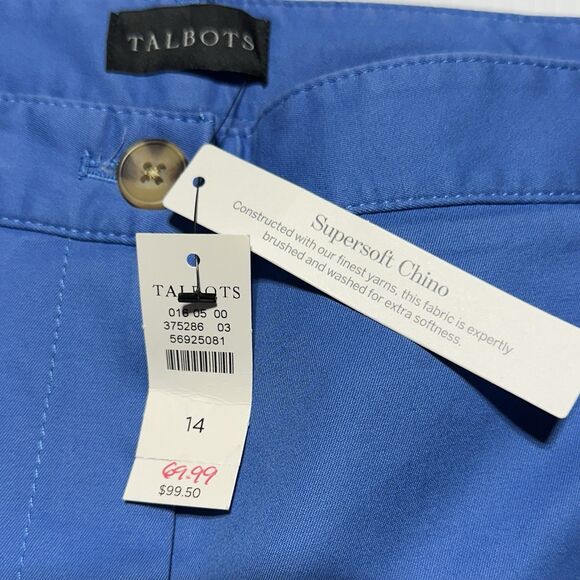 TALBOTS
Supersoft Chino
Constructed with our finest yarns, this fabric is expertly
brushed and washed for extra softness.
TALBOTS
016 05 00
375286 03
56925081
14
69.99
$99.50